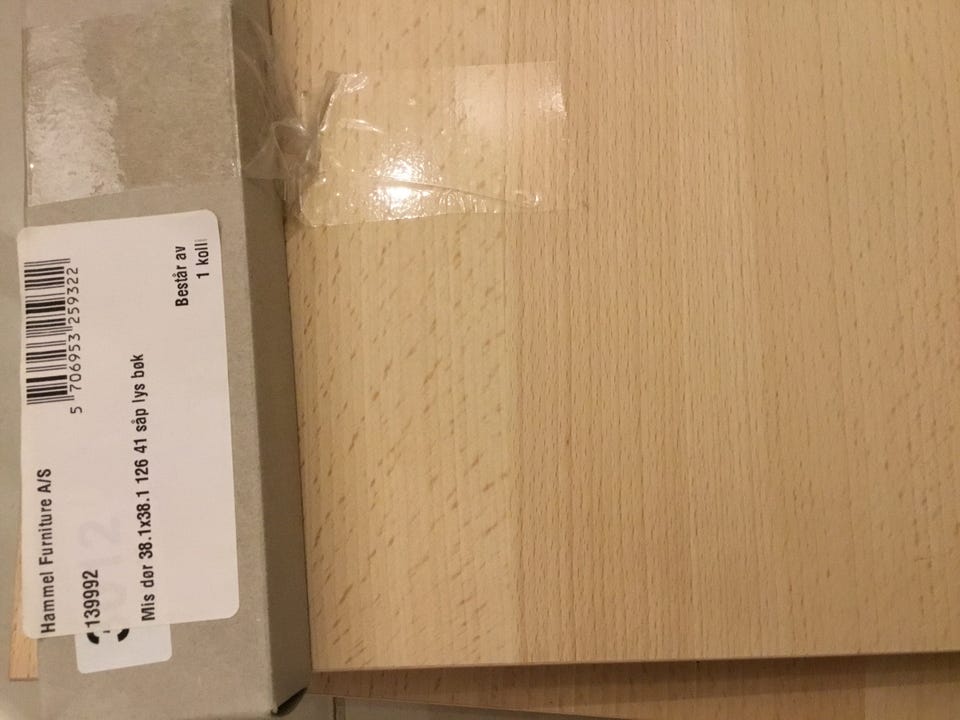 Hammel Furniture A/S
5 706953 259322
139992
Mis dør 38.1x38.1 126 41 såp lys bøk
Består av
1 kolli